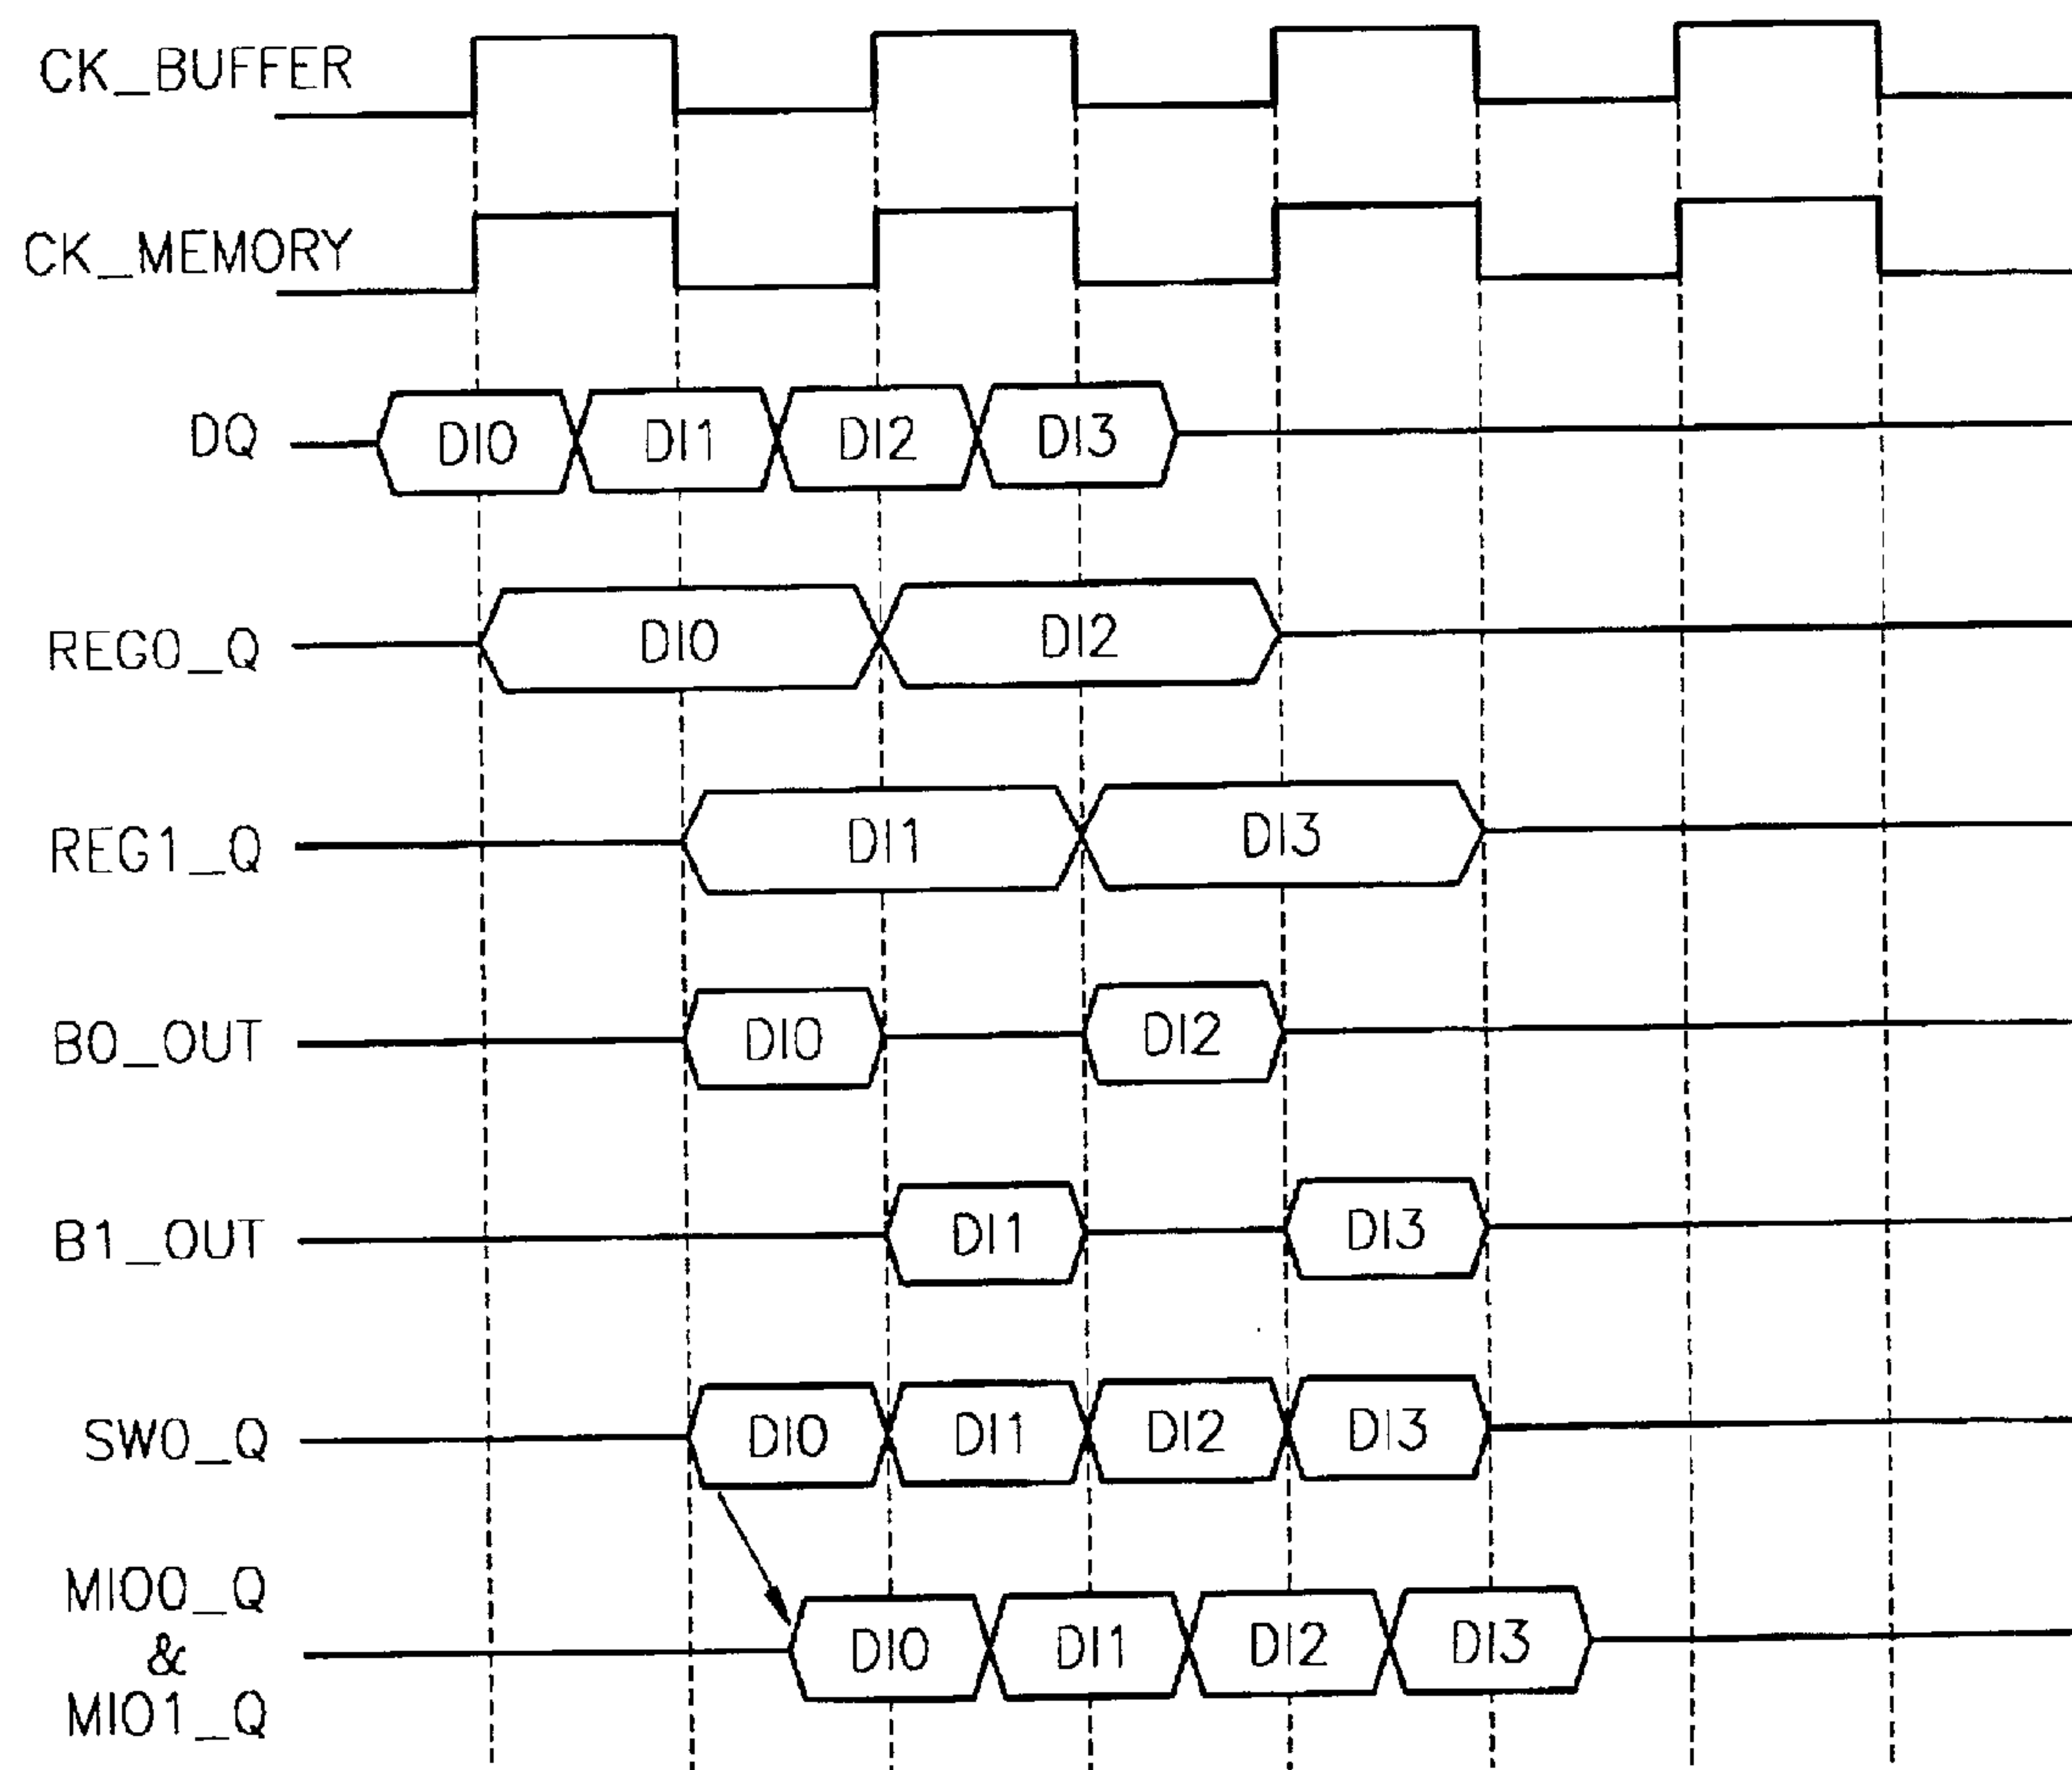 CK_BUFFER
CK_MEMORY
DQ DI0 DI1 DI2 DI3
REG0_Q DI0 DI2
REG1_Q DI1 DI3
B0_OUT DI0 DI2
B1_OUT DI1 DI3
SW0_Q DI0 DI1 DI2 DI3
MIO0_Q
& DI0 DI1 DI2 DI3
MIO1_Q